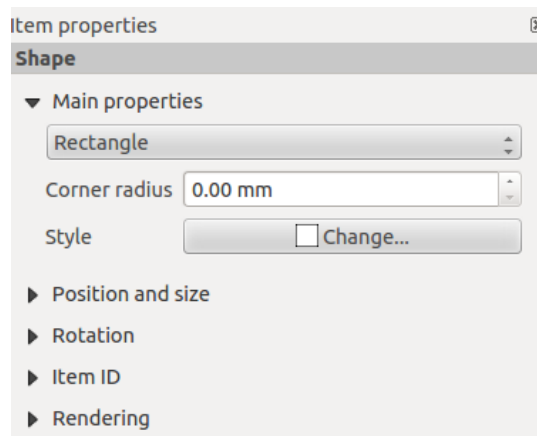 Item properties
Shape
Main properties
Rectangle
Corner radius 0.00 mm
Style Change...
Position and size
Rotation
Item ID
Rendering